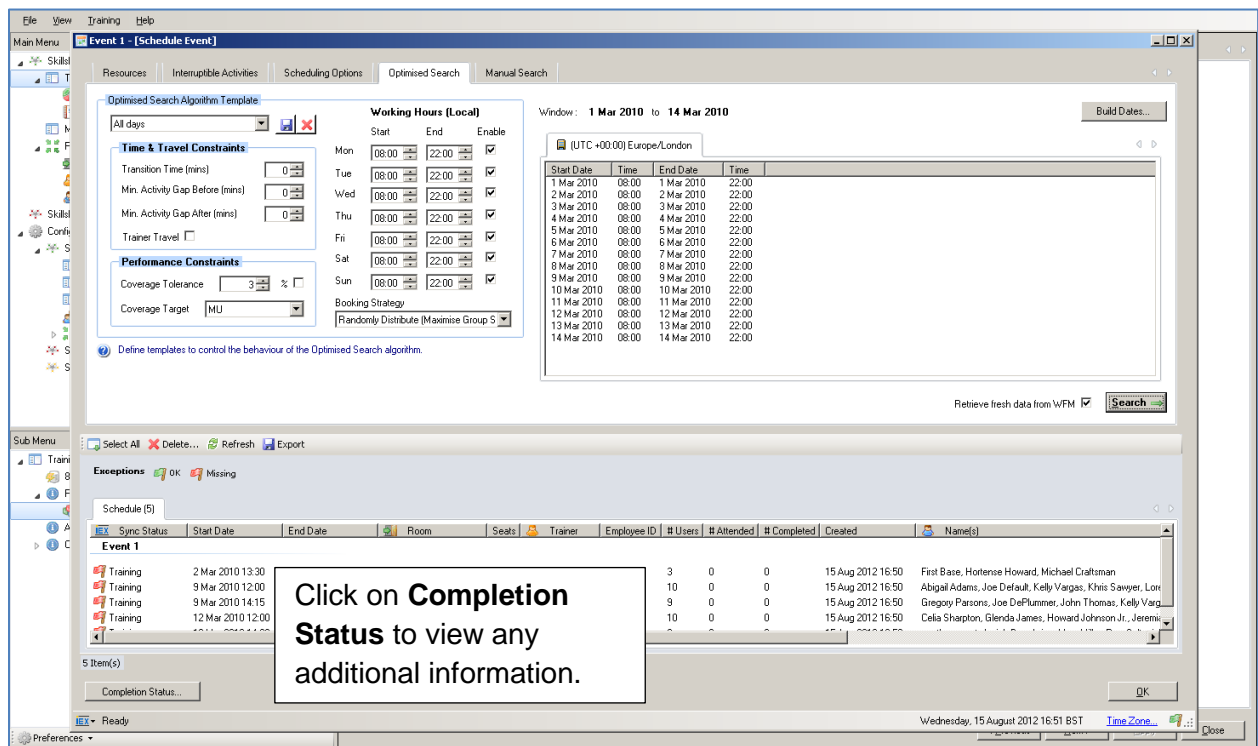 File View Training Help
Main Menu
Event 1 - [Schedule Event]
Resources Interruptible Activities Scheduling Options Optimised Search Manual Search
Optimised Search Algorithm Template
All days
Time & Travel Constraints
Transition Time (mins) 0
Min. Activity Gap Before (mins) 0
Min. Activity Gap After (mins) 0
Trainer Travel
Performance Constraints
Coverage Tolerance 3 %
Coverage Target MU
Working Hours (Local)
Start End Enable
Mon 08:00 22:00
Tue 08:00 22:00
Wed 08:00 22:00
Thu 08:00 22:00
Fri 08:00 22:00
Sat 08:00 22:00
Sun 08:00 22:00
Booking Strategy
Randomly Distribute (Maximise Group S
Define templates to control the behaviour of the Optimised Search algorithm.
Window : 1 Mar 2010 to 14 Mar 2010
Build Dates...
(UTC +00:00) Europe/London
Start Date Time End Date Time
1 Mar 2010 08:00 1 Mar 2010 22:00
2 Mar 2010 08:00 2 Mar 2010 22:00
3 Mar 2010 08:00 3 Mar 2010 22:00
4 Mar 2010 08:00 4 Mar 2010 22:00
5 Mar 2010 08:00 5 Mar 2010 22:00
6 Mar 2010 08:00 6 Mar 2010 22:00
7 Mar 2010 08:00 7 Mar 2010 22:00
8 Mar 2010 08:00 8 Mar 2010 22:00
9 Mar 2010 08:00 9 Mar 2010 22:00
10 Mar 2010 08:00 10 Mar 2010 22:00
11 Mar 2010 08:00 11 Mar 2010 22:00
12 Mar 2010 08:00 12 Mar 2010 22:00
13 Mar 2010 08:00 13 Mar 2010 22:00
14 Mar 2010 08:00 14 Mar 2010 22:00
Retrieve fresh data from WFM Search
Sub Menu
Select All Delete... Refresh Export
Exceptions OK Missing
Schedule (5)
IEX Sync Status Start Date End Date Room Seats Trainer Employee ID # Users # Attended # Completed Created Name(s)
Event 1
Training 2 Mar 2010 13:30 3 0 0 15 Aug 2012 16:50 First Base, Hortense Howard, Michael Craftsman
Training 9 Mar 2010 12:00 10 0 0 15 Aug 2012 16:50 Abigail Adams, Joe Default, Kelly Vargas, Khris Sawyer, Lore
Training 9 Mar 2010 14:15 9 0 0 15 Aug 2012 16:50 Gregory Parsons, Joe DePlummer, John Thomas, Kelly Varg
Training 12 Mar 2010 12:00 10 0 0 15 Aug 2012 16:50 Celia Sharpton, Glenda James, Howard Johnson Jr., Jeremi
Click on Completion
Status to view any
additional information.
5 Item(s)
Completion Status...
OK
IEX Ready
Wednesday, 15 August 2012 16:51 BST Time Zone...
Preferences
Close